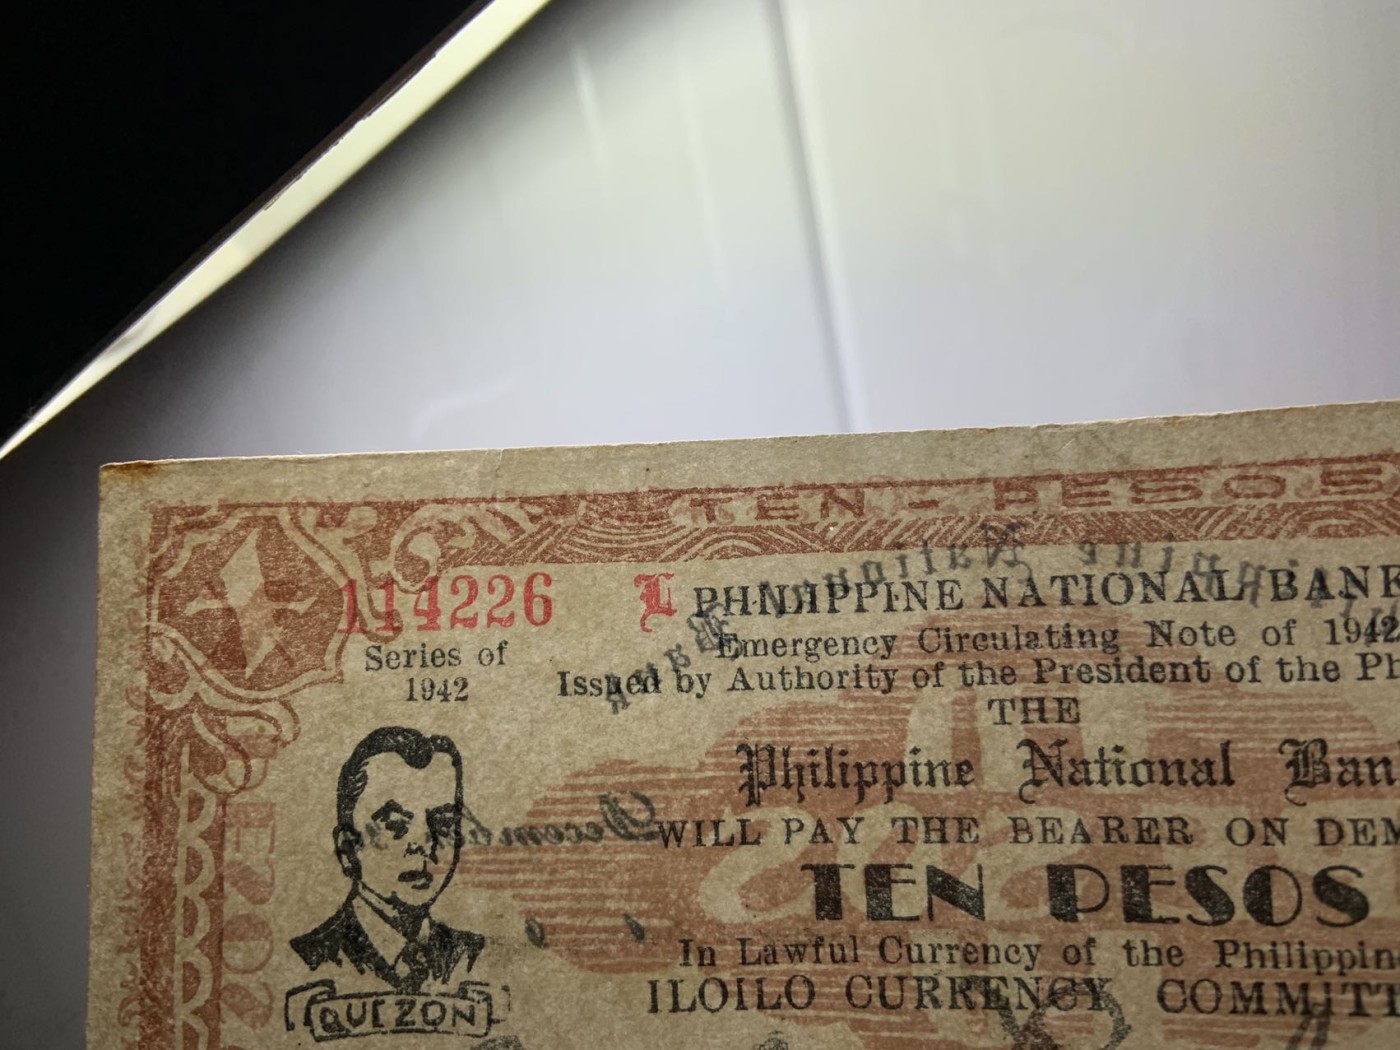 TEN - PESOS
114226 L PHILIPPINE NATIONAL BANK
Emergency Circulating Note of 1942
Series of
1942
Issued by Authority of the President of the Ph
THE
Philippine National Ban
WILL PAY THE BEARER ON DEM
TEN PESOS
In Lawful Currency of the Philippin
ILOILO CURRENCY COMMITT
QUEZON